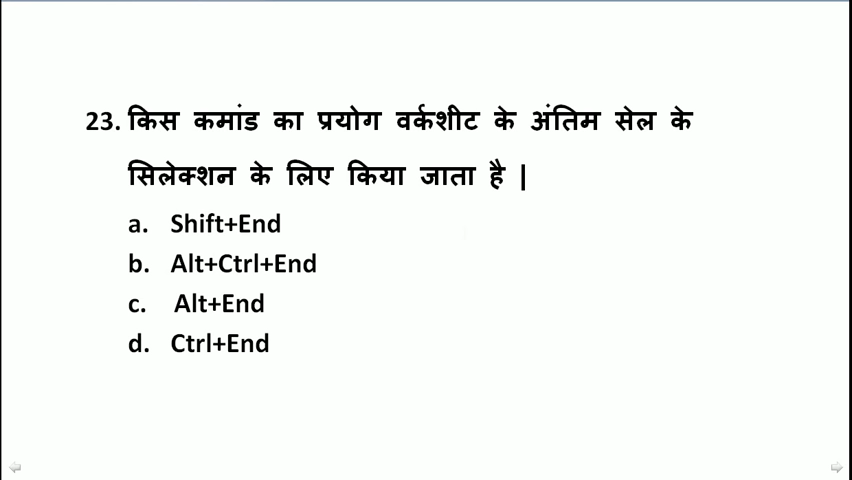 23. किस कमांड का प्रयोग वर्कशीट के अंतिम सेल के
सिलेक्शन के लिए किया जाता है |
a. Shift+End
b. Alt+Ctrl+End
c. Alt+End
d. Ctrl+End